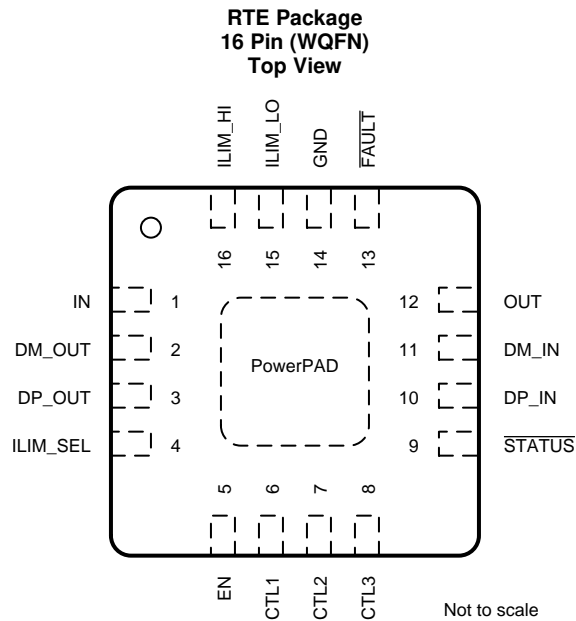 RTE Package
16 Pin (WQFN)
Top View
ILIM_HI
ILIM_LO
GND
FAULT
16
15
14
13
IN
1
12
OUT
DM_OUT
2
11
DM_IN
PowerPAD
DP_OUT
3
10
DP_IN
ILIM_SEL
4
9
STATUS
5
6
7
8
EN
CTL1
CTL2
CTL3
Not to scale